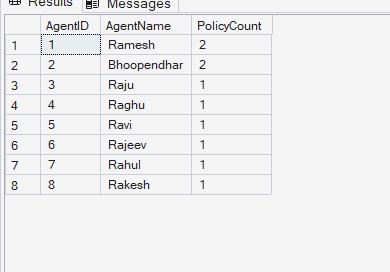 Results Messages
AgentID AgentName PolicyCount
1 1 Ramesh 2
2 2 Bhoopendhar 2
3 3 Raju 1
4 4 Raghu 1
5 5 Ravi 1
6 6 Rajeev 1
7 7 Rahul 1
8 8 Rakesh 1